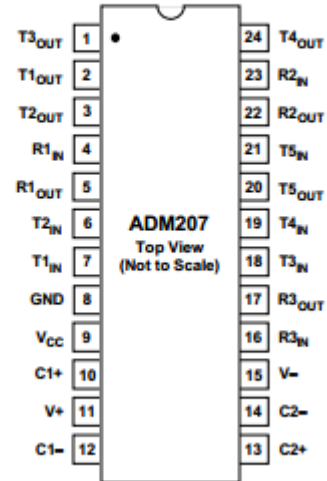 T3OUT 1 24 T4OUT
T1OUT 2 23 R2IN
T2OUT 3 22 R2OUT
R1IN 4 21 T5IN
R1OUT 5 20 T5OUT
T2IN 6 ADM207 19 T4IN
Top View
T1IN 7 (Not to Scale) 18 T3IN
GND 8 17 R3OUT
VCC 9 16 R3IN
C1+ 10 15 V–
V+ 11 14 C2–
C1– 12 13 C2+